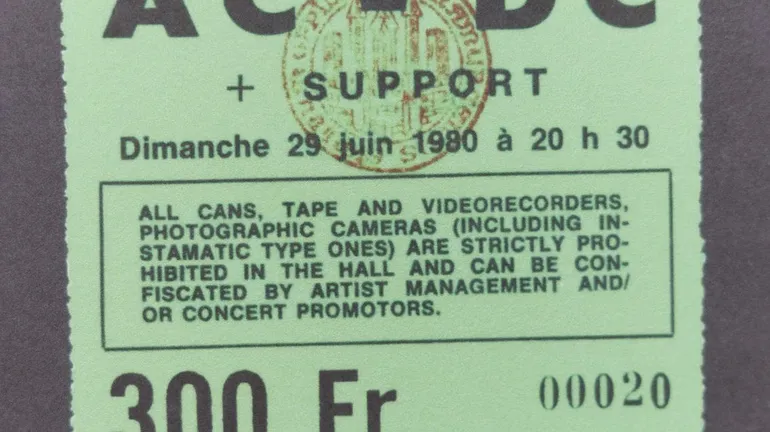 AC DC
+ SUPPORT
Dimanche 29 juin 1980 à 20 h 30
ALL CANS, TAPE AND VIDEORECORDERS,
PHOTOGRAPHIC CAMERAS (INCLUDING IN-
STAMATIC TYPE ONES) ARE STRICTLY PRO-
HIBITED IN THE HALL AND CAN BE CON-
FISCATED BY ARTIST MANAGEMENT AND/
OR CONCERT PROMOTORS.
300 Fr
00020